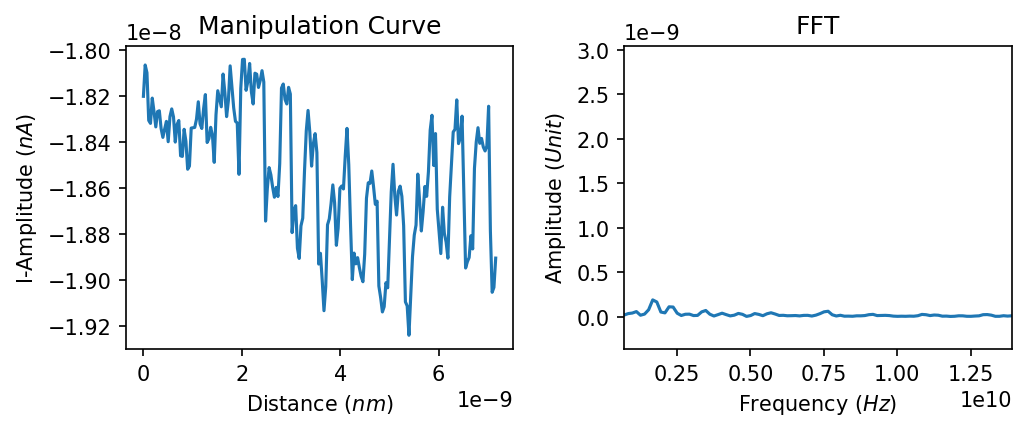 Manipulation Curve
1e−8
−1.80
−1.82
−1.84
−1.86
−1.88
−1.90
−1.92
I-Amplitude (nA)
0
2
4
6
1e−9
Distance (nm)
FFT
1e−9
3.0
2.5
2.0
1.5
1.0
0.5
0.0
Amplitude (Unit)
0.25
0.50
0.75
1.00
1.25
1e10
Frequency (Hz)